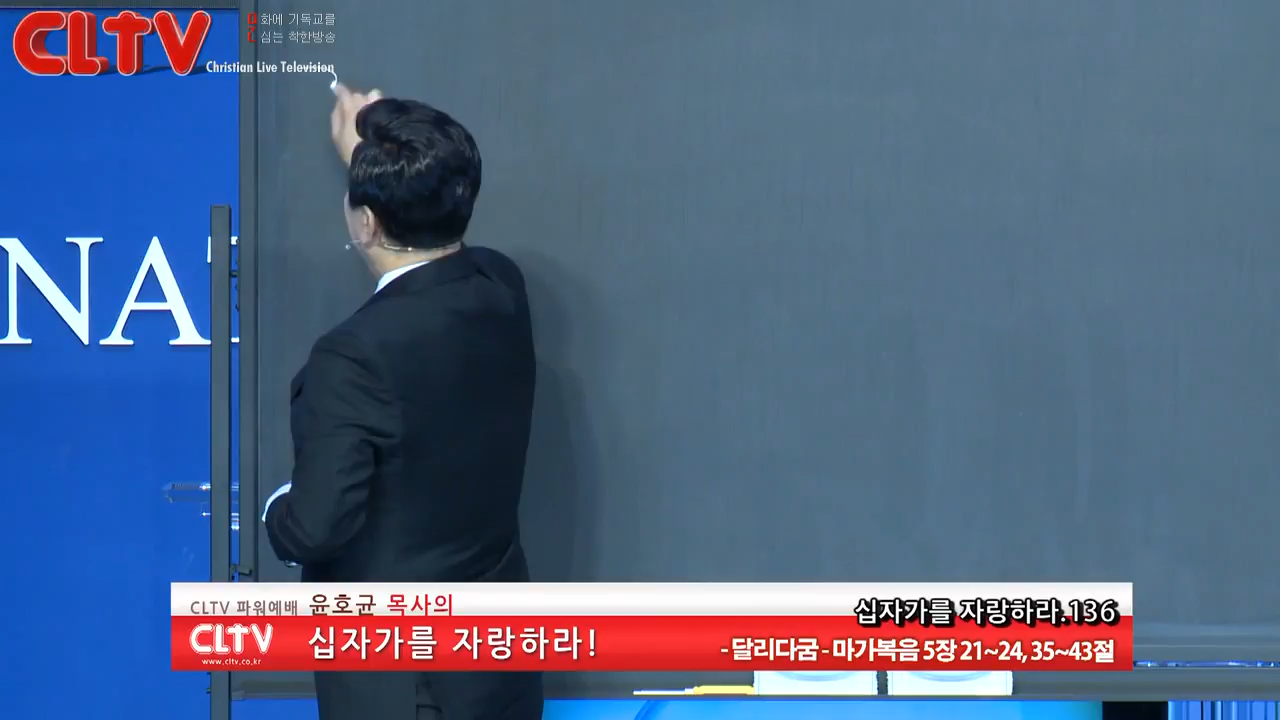 CLTV
화에 기독교를
심는 착한방송
Christian Live Television
NAT
CLTV 파워예배 윤호균 목사의
십자가를 자랑하라.136
CLTV
www.cltv.co.kr
십자가를 자랑하라!
- 달리다굼 - 마가복음 5장 21~24, 35~43절